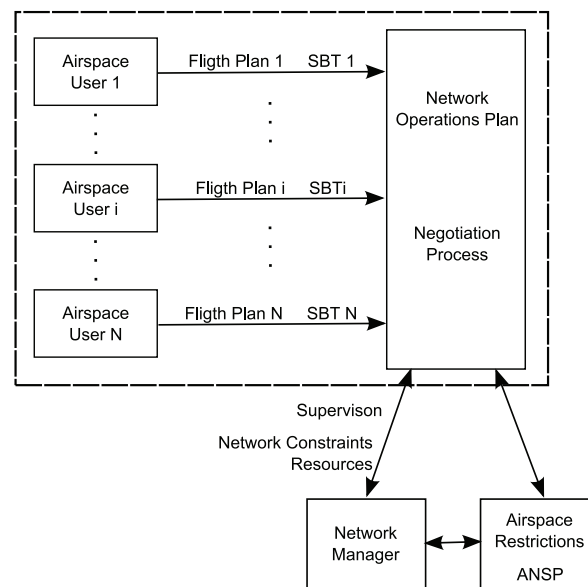 Airspace
User 1
Fligth Plan 1 SBT 1
Network
Operations Plan
Airspace
User i
Fligth Plan i SBTi
Negotiation
Process
Airspace
User N
Fligth Plan N SBT N
Supervison
Network Constraints
Resources
Network
Manager
Airspace
Restrictions
ANSP